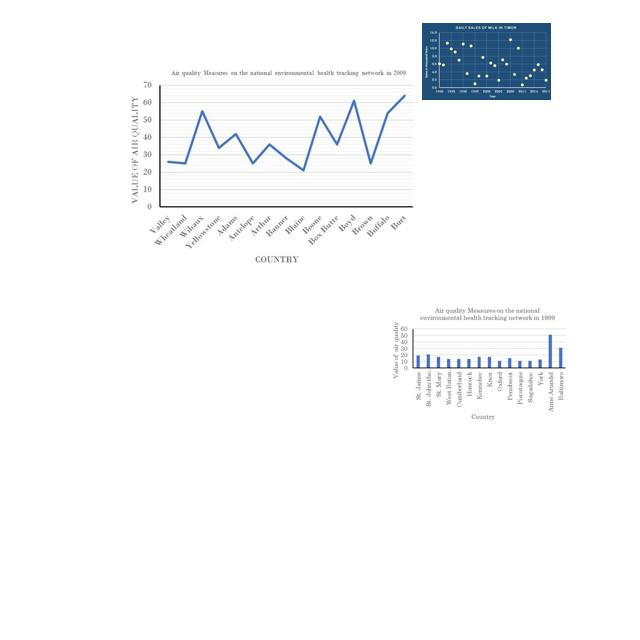 DAILY SALES OF MILK IN TIMOR
Year
Air quality Measures on the national environmental health tracking network in 2009
VALUE OF AIR QUALITY
70
60
50
40
30
20
10
0
Valley
Wheatland
Wibaux
Yellowstone
Adams
Antelope
Arthur
Banner
Blaine
Boone
Box Butte
Boyd
Brown
Buffalo
Burt
COUNTRY
Air quality Measures on the national
environmental health tracking network in 1999
Value of air quality
60
50
40
30
20
10
0
St. James
St. John the.
St. Mary
West Baton.
Cumberland
Hancock
Kennebec
Knox
Oxford
Penobscot
Piscataquis
Sagadahoc
York
Anne Arundel
Baltimore
Country